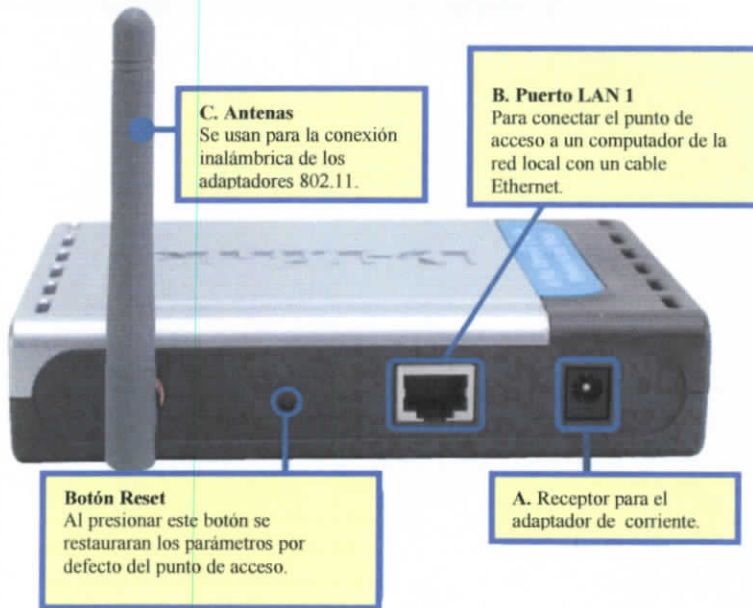 C. Antenas
Se usan para la conexión
inalámbrica de los
adaptadores 802.11.
B. Puerto LAN 1
Para conectar el punto de
acceso a un computador de la
red local con un cable
Ethernet.
D-Link
Botón Reset
Al presionar este botón se
restauraran los parámetros por
defecto del punto de acceso.
A. Receptor para el
adaptador de corriente.